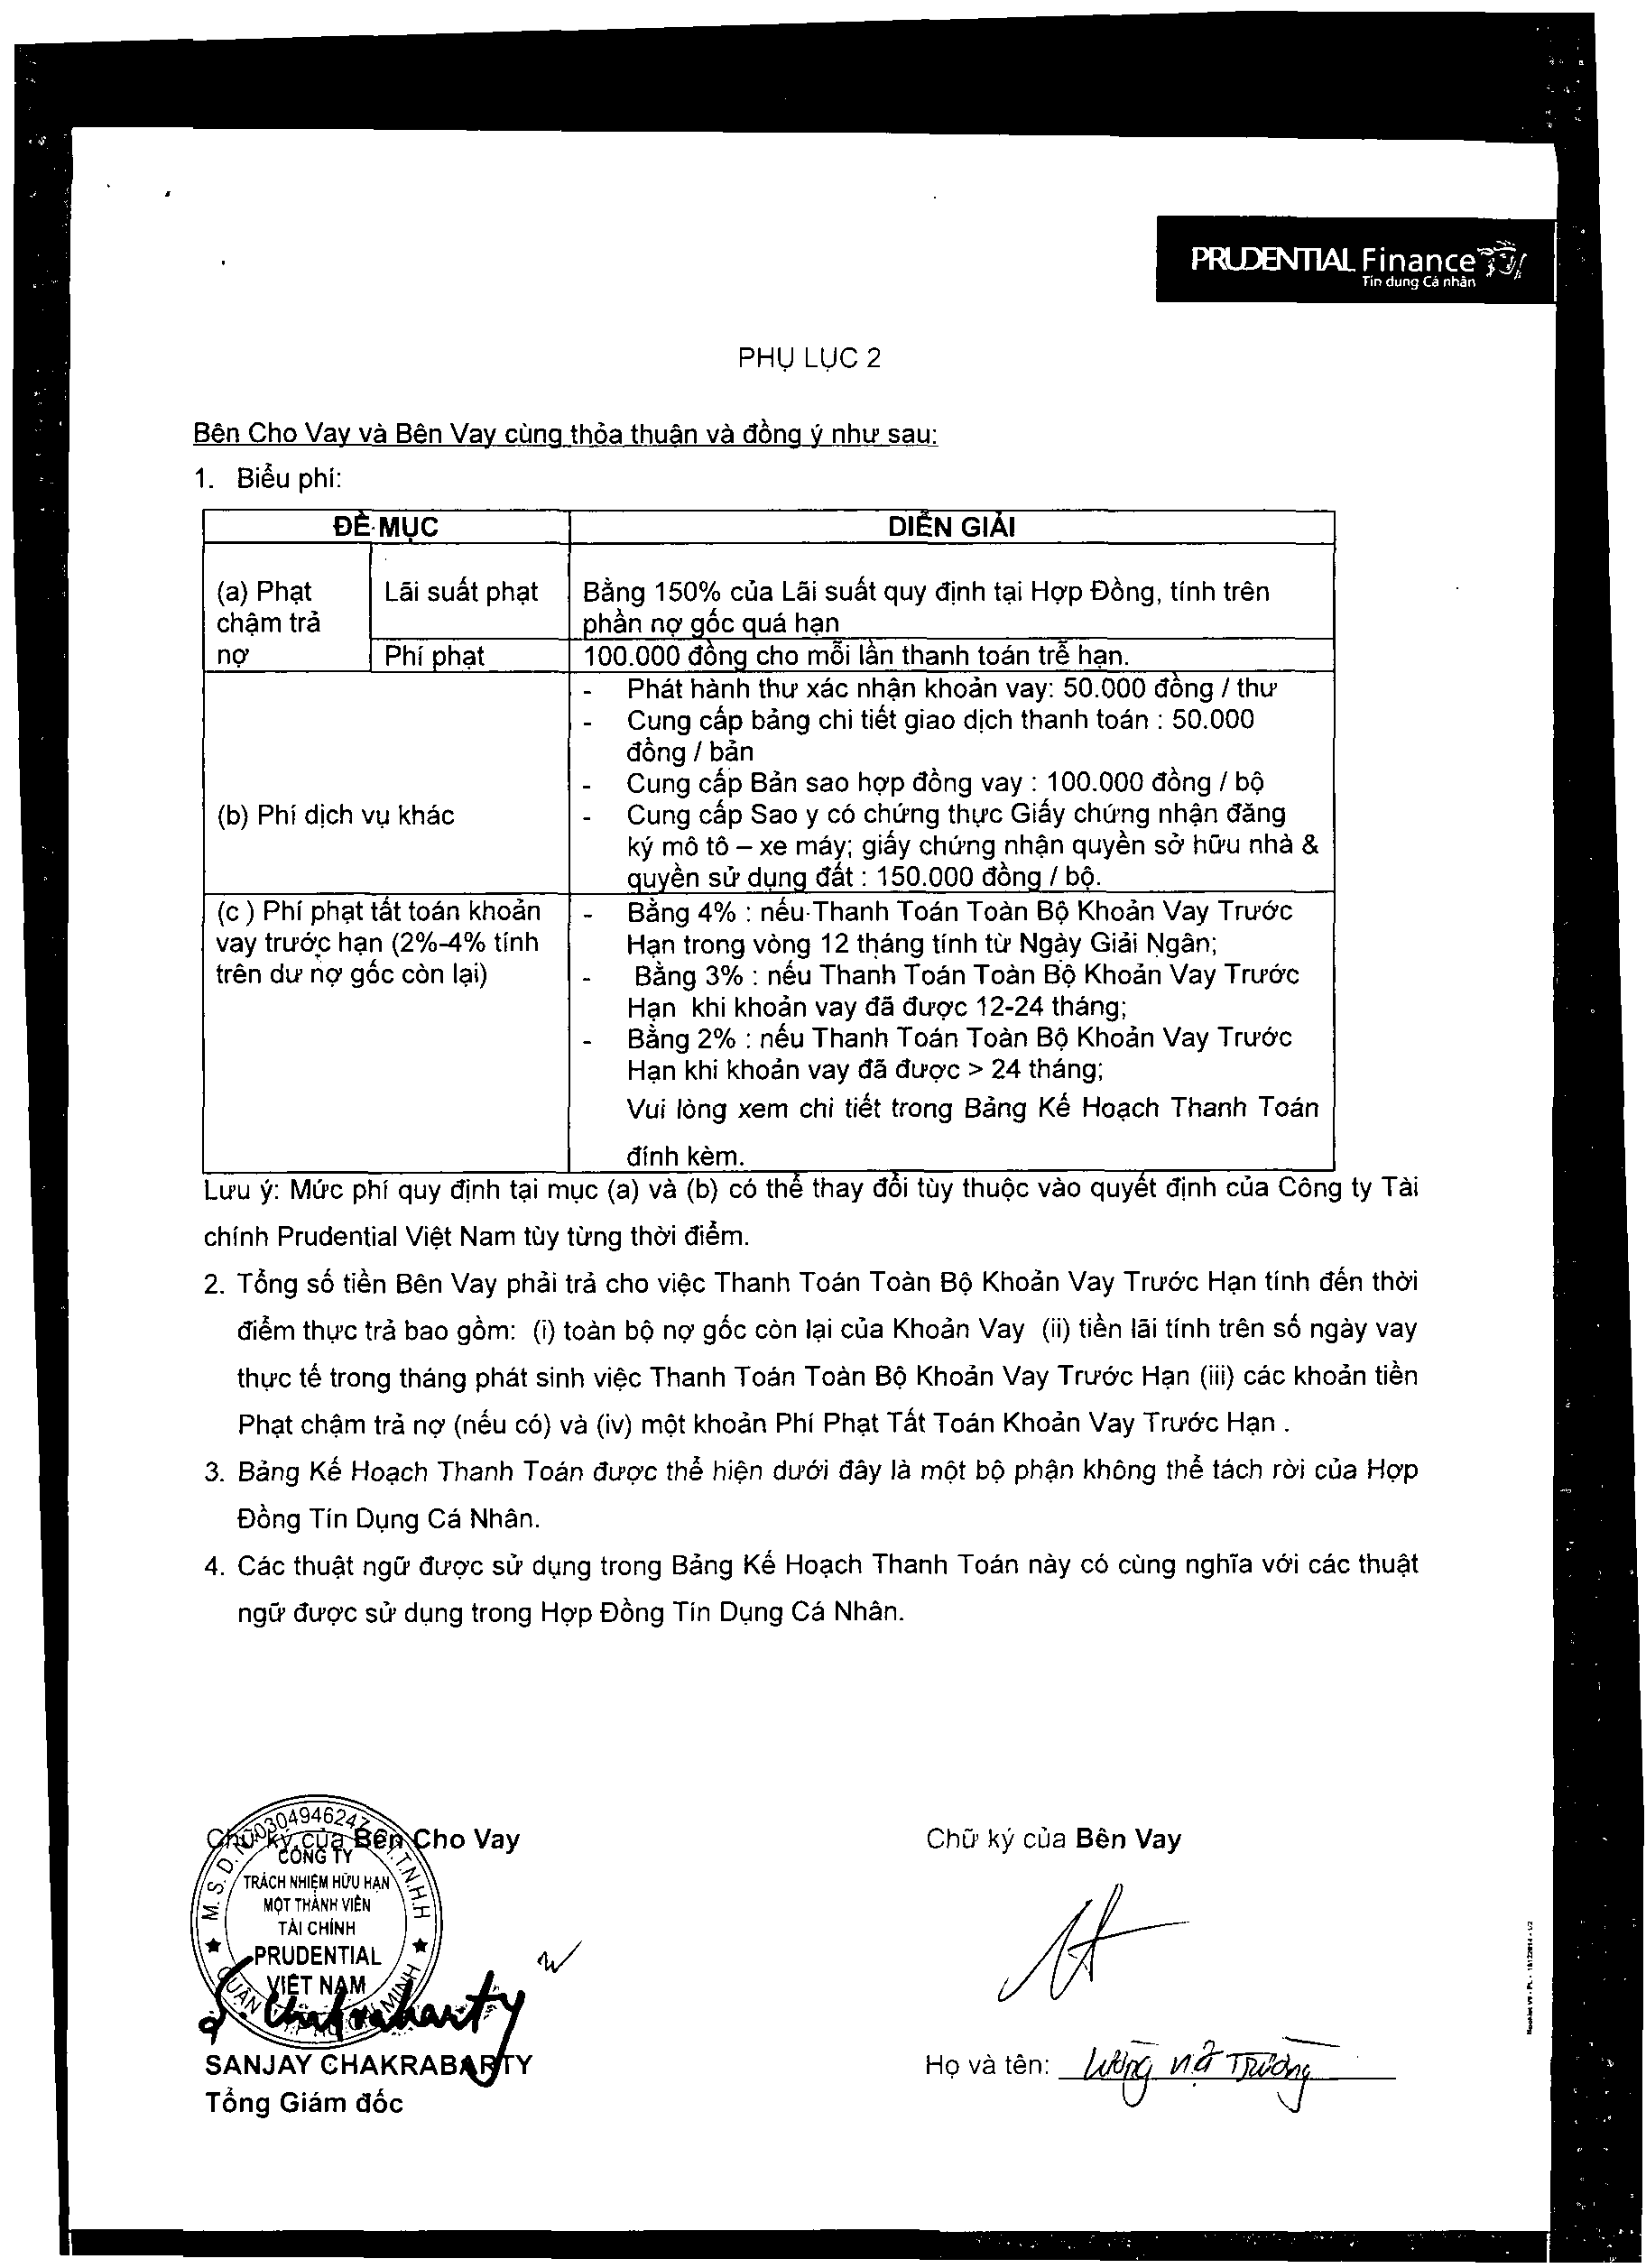 PRUDENTIAL Finance
Tín dụng Cá nhân
PHỤ LỤC 2
Bên Cho Vay và Bên Vay cùng thỏa thuận và đồng ý như sau:
1. Biểu phí:
ĐỀ MỤC DIỄN GIẢI
(a) Phạt chậm trả nợ
Lãi suất phạt
Bằng 150% của Lãi suất quy định tại Hợp Đồng, tính trên
phần nợ gốc quá hạn
Phí phạt
100.000 đồng cho mỗi lần thanh toán trễ hạn.
(b) Phí dịch vụ khác
- Phát hành thư xác nhận khoản vay: 50.000 đồng / thư
- Cung cấp bảng chi tiết giao dịch thanh toán : 50.000
đồng / bản
- Cung cấp Bản sao hợp đồng vay : 100.000 đồng / bộ
- Cung cấp Sao y có chứng thực Giấy chứng nhận đăng
ký mô tô – xe máy; giấy chứng nhận quyền sở hữu nhà &
quyền sử dụng đất : 150.000 đồng / bộ.
(c ) Phí phạt tất toán khoản
vay trước hạn (2%-4% tính
trên dư nợ gốc còn lại)
- Bằng 4% : nếu Thanh Toán Toàn Bộ Khoản Vay Trước
Hạn trong vòng 12 tháng tính từ Ngày Giải Ngân;
- Bằng 3% : nếu Thanh Toán Toàn Bộ Khoản Vay Trước
Hạn khi khoản vay đã được 12-24 tháng;
- Bằng 2% : nếu Thanh Toán Toàn Bộ Khoản Vay Trước
Hạn khi khoản vay đã được > 24 tháng;
Vui lòng xem chi tiết trong Bảng Kế Hoạch Thanh Toán
đính kèm.
Lưu ý: Mức phí quy định tại mục (a) và (b) có thể thay đổi tùy thuộc vào quyết định của Công ty Tài
chính Prudential Việt Nam tùy từng thời điểm.
2. Tổng số tiền Bên Vay phải trả cho việc Thanh Toán Toàn Bộ Khoản Vay Trước Hạn tính đến thời
điểm thực trả bao gồm: (i) toàn bộ nợ gốc còn lại của Khoản Vay (ii) tiền lãi tính trên số ngày vay
thực tế trong tháng phát sinh việc Thanh Toán Toàn Bộ Khoản Vay Trước Hạn (iii) các khoản tiền
Phạt chậm trả nợ (nếu có) và (iv) một khoản Phí Phạt Tất Toán Khoản Vay Trước Hạn .
3. Bảng Kế Hoạch Thanh Toán được thể hiện dưới đây là một bộ phận không thể tách rời của Hợp
Đồng Tín Dụng Cá Nhân.
4. Các thuật ngữ được sử dụng trong Bảng Kế Hoạch Thanh Toán này có cùng nghĩa với các thuật
ngữ được sử dụng trong Hợp Đồng Tín Dụng Cá Nhân.
Chữ ký của Bên Cho Vay
Chữ ký của Bên Vay
M.S.D.N:0304946247 C.T.T.N.H.H
CÔNG TY
TRÁCH NHIỆM HỮU HẠN
MỘT THÀNH VIÊN
TÀI CHÍNH
PRUDENTIAL
VIỆT NAM
S. Chakrabarty
SANJAY CHAKRABARTY
Tổng Giám đốc
Họ và tên: Lường Trường